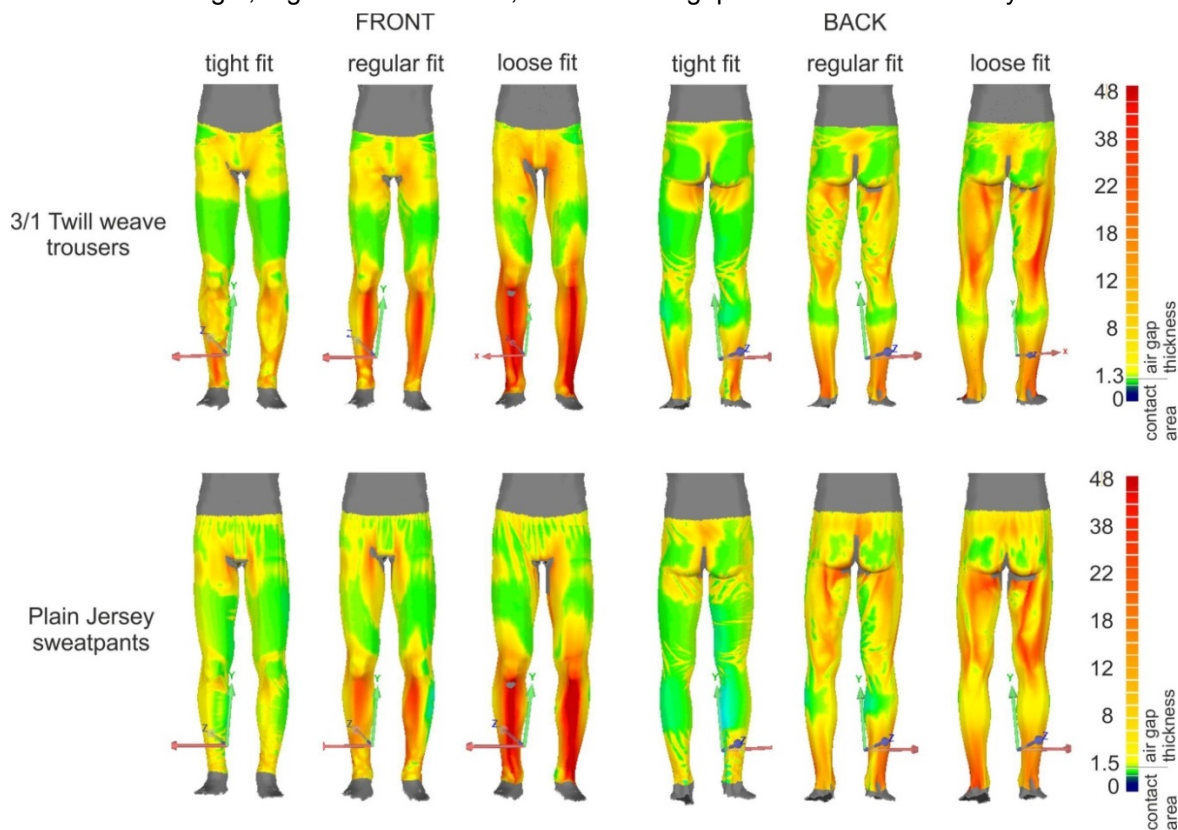 FRONT
BACK
tight fit
regular fit
loose fit
tight fit
regular fit
loose fit
3/1 Twill weave
trousers
48
38
22
18
12
8
1.3
0
air gap
thickness
contact
area
Y
Z
Y
Z
Y
X
Y
Z
Y
Z
Y
X
Plain Jersey
sweatpants
48
38
22
18
12
8
1.5
0
air gap
thickness
contact
area
Y
Z
Y
Z
Y
Z
Y
Z
Y
Z
Y
Z